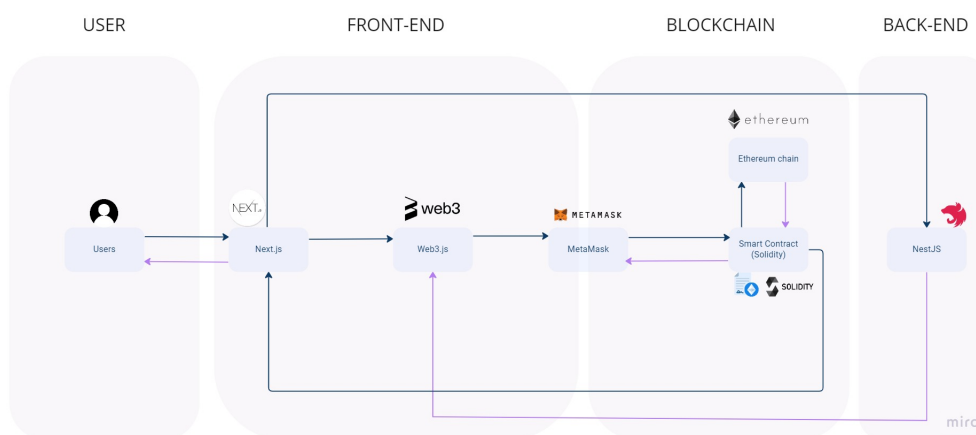 USER
FRONT-END
BLOCKCHAIN
BACK-END
ethereum
Ethereum chain
NEXT.JS
web3
METAMASK
Users
Next.js
Web3.js
MetaMask
Smart Contract
(Solidity)
NestJS
SOLIDITY
miro